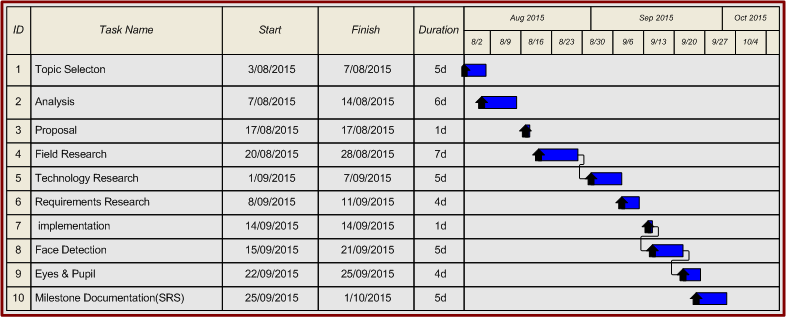 ID Task Name Start Finish Duration Aug 2015 Sep 2015 Oct 2015
8/2 8/9 8/16 8/23 8/30 9/6 9/13 9/20 9/27 10/4
1 Topic Selecton 3/08/2015 7/08/2015 5d
2 Analysis 7/08/2015 14/08/2015 6d
3 Proposal 17/08/2015 17/08/2015 1d
4 Field Research 20/08/2015 28/08/2015 7d
5 Technology Research 1/09/2015 7/09/2015 5d
6 Requirements Research 8/09/2015 11/09/2015 4d
7 implementation 14/09/2015 14/09/2015 1d
8 Face Detection 15/09/2015 21/09/2015 5d
9 Eyes & Pupil 22/09/2015 25/09/2015 4d
10 Milestone Documentation(SRS) 25/09/2015 1/10/2015 5d